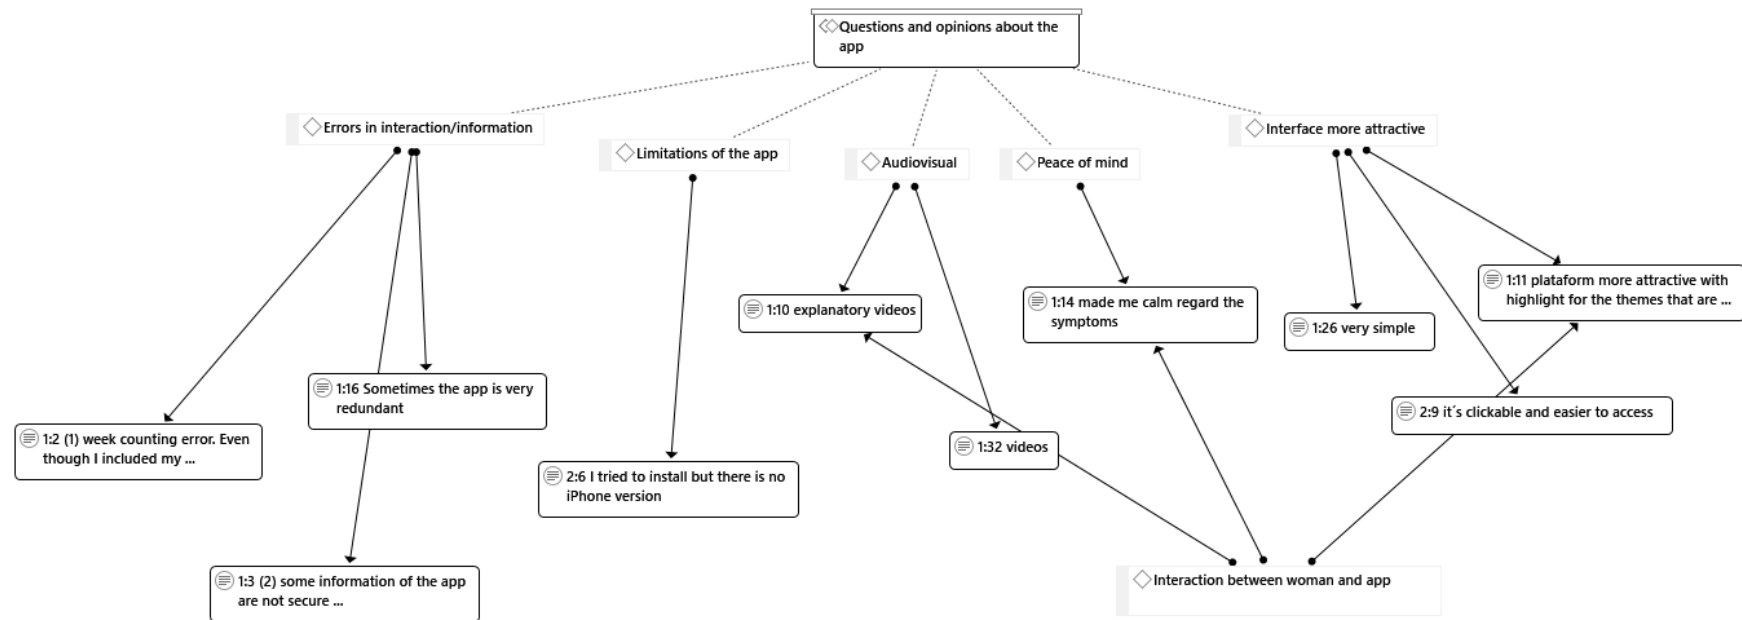 Questions and opinions about the
app
Errors in interaction/information
Limitations of the app
Audiovisual
Peace of mind
Interface more attractive
1:10 explanatory videos
1:14 made me calm regard the
symptoms
1:26 very simple
1:11 plataform more attractive with
highlight for the themes that are ...
1:16 Sometimes the app is very
redundant
2:9 it´s clickable and easier to access
1:2 (1) week counting error. Even
though I included my ...
1:32 videos
2:6 I tried to install but there is no
iPhone version
1:3 (2) some information of the app
are not secure ...
Interaction between woman and app